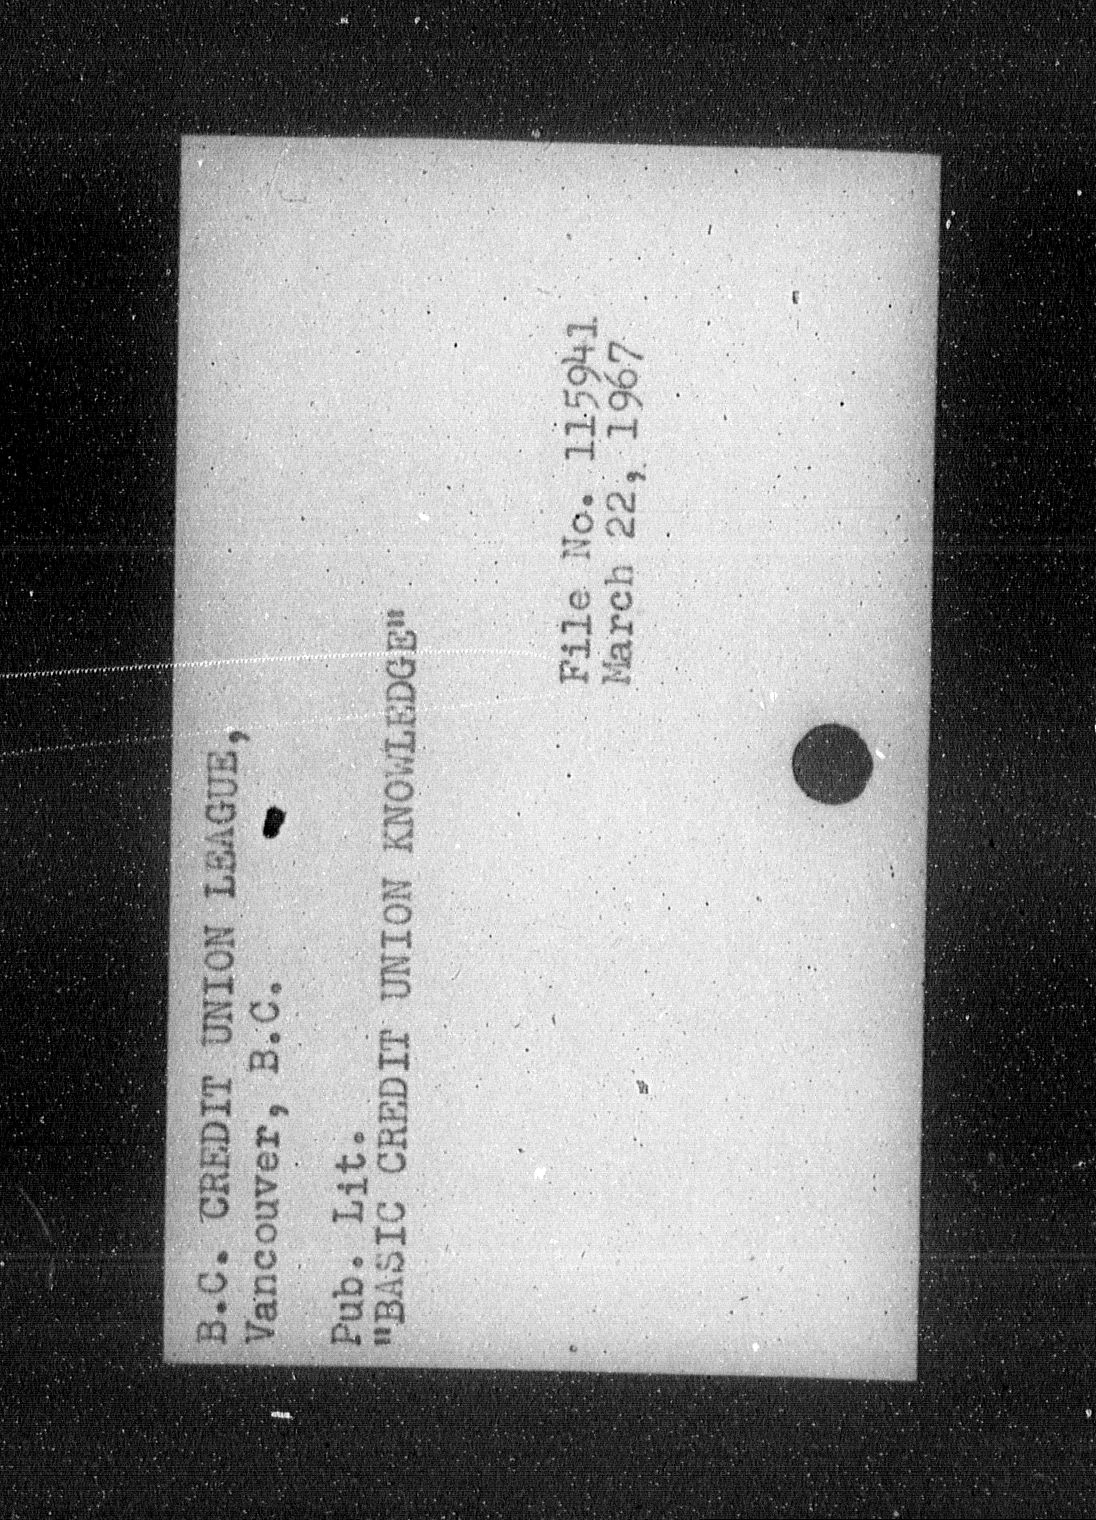 B.C. CREDIT UNION LEAGUE,
Vancouver, B.C.
Pub. Lit.
"BASIC CREDIT UNION KNOWLEDGE"
File No. 115941
March 22, 1967